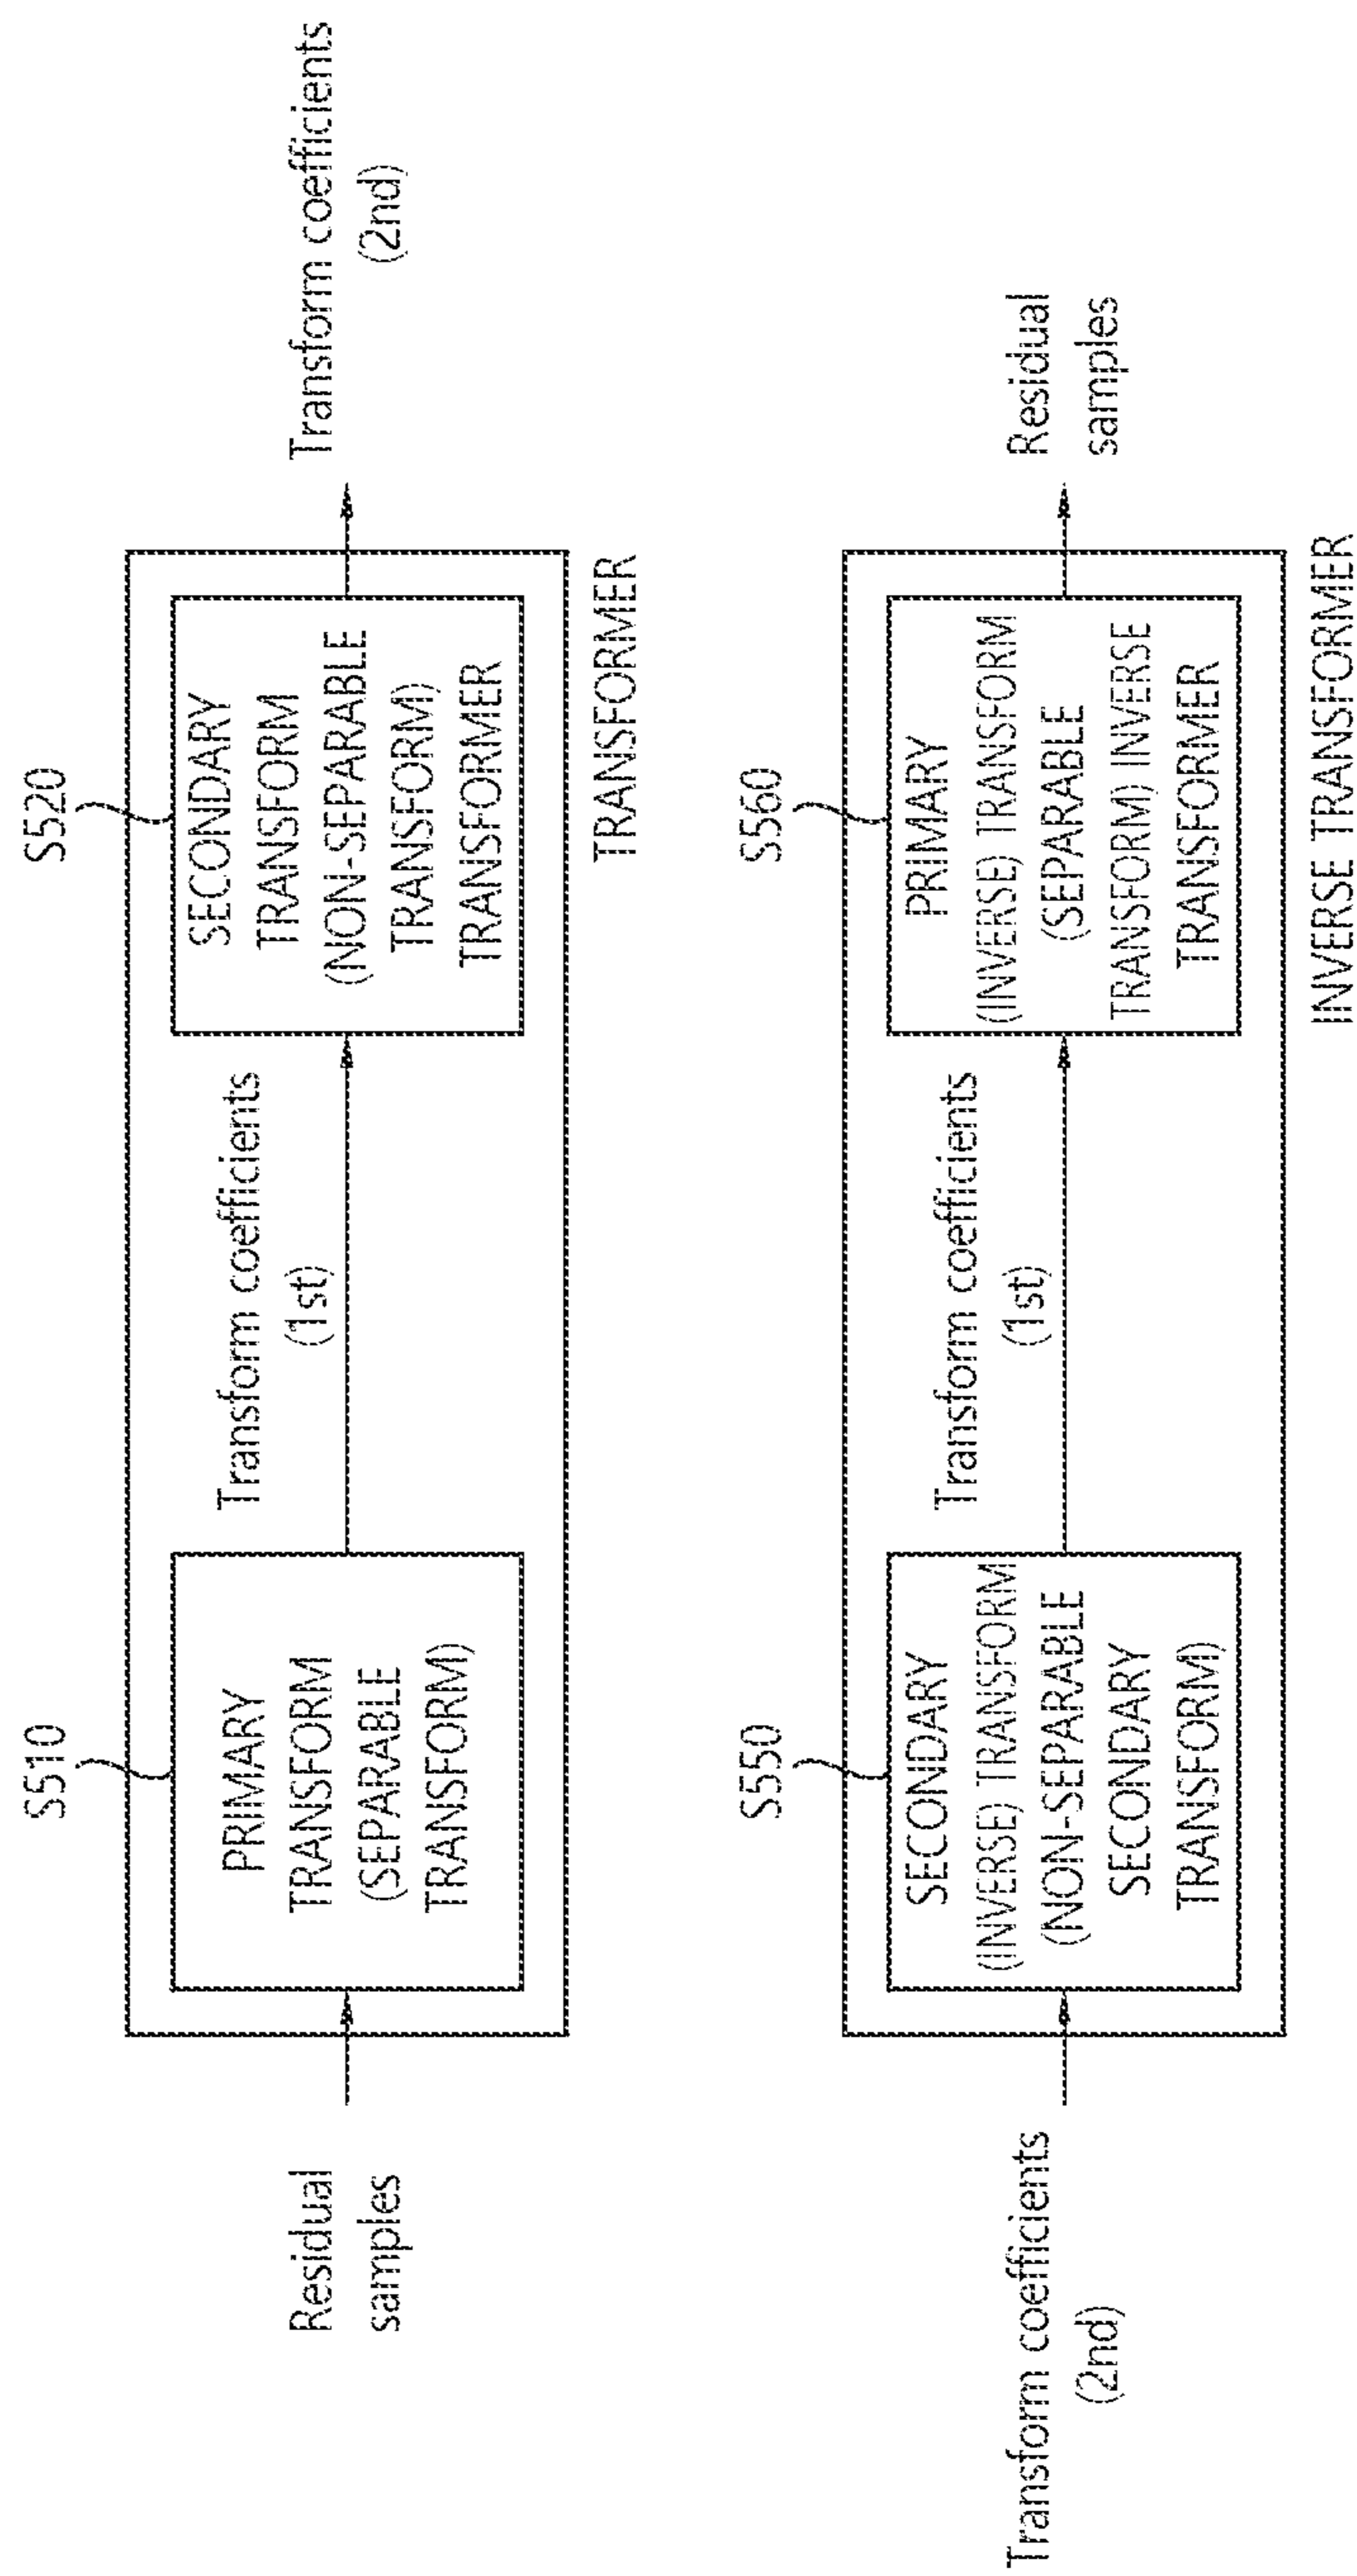 S510
S520
Residual
samples
PRIMARY
TRANSFORM
(SEPARABLE
TRANSFORM)
Transform coefficients
(1st)
SECONDARY
TRANSFORM
(NON-SEPARABLE
TRANSFORM)
TRANSFORMER
Transform coefficients
(2nd)
TRANSFORMER
S550
S560
Transform coefficients
(2nd)
SECONDARY
(INVERSE) TRANSFORM
(NON-SEPARABLE
SECONDARY
TRANSFORM)
Transform coefficients
(1st)
PRIMARY
(INVERSE) TRANSFORM
(SEPARABLE
TRANSFORM) INVERSE
TRANSFORMER
Residual
samples
INVERSE TRANSFORMER